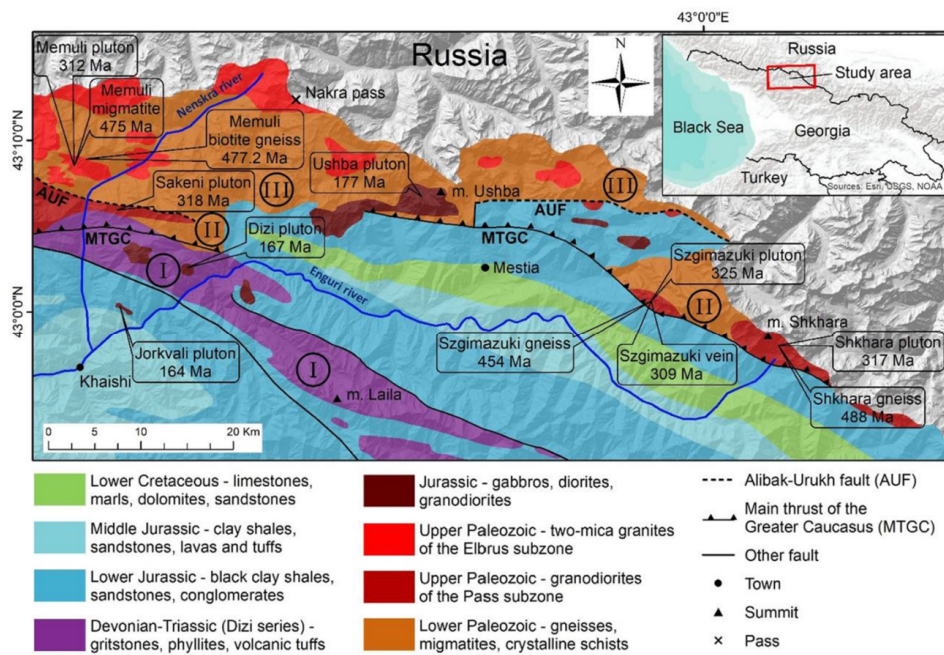 43°0'0"E
Russia
N
Memuli pluton
312 Ma
Memuli
migmatite
475 Ma
Nenskra river
Nakra pass
Memuli
biotite gneiss
477.2 Ma
Ushba pluton
177 Ma
m. Ushba
Russia
Study area
Black Sea
Georgia
Turkey
Sources: Esri, USGS, NOAA
43°10'0"N
AUF
Sakeni pluton
318 Ma
III
III
AUF
II
MTGC
Dizi pluton
167 Ma
MTGC
Mestia
Szgimazuki pluton
325 Ma
I
Enguri river
II
43°0'0"N
m. Shkhara
Shkhara pluton
317 Ma
Szgimazuki gneiss
454 Ma
Szgimazuki vein
309 Ma
Jorkvali pluton
164 Ma
Khaishi
I
m. Laila
Shkhara gneiss
488 Ma
0 5 10 20 Km
Lower Cretaceous - limestones,
marls, dolomites, sandstones
Middle Jurassic - clay shales,
sandstones, lavas and tuffs
Lower Jurassic - black clay shales,
sandstones, conglomerates
Devonian-Triassic (Dizi series) -
gritstones, phyllites, volcanic tuffs
Jurassic - gabbros, diorites,
granodiorites
Upper Paleozoic - two-mica granites
of the Elbrus subzone
Upper Paleozoic - granodiorites
of the Pass subzone
Lower Paleozoic - gneisses,
migmatites, crystalline schists
Alibak-Urukh fault (AUF)
Main thrust of the
Greater Caucasus (MTGC)
Other fault
Town
Summit
Pass